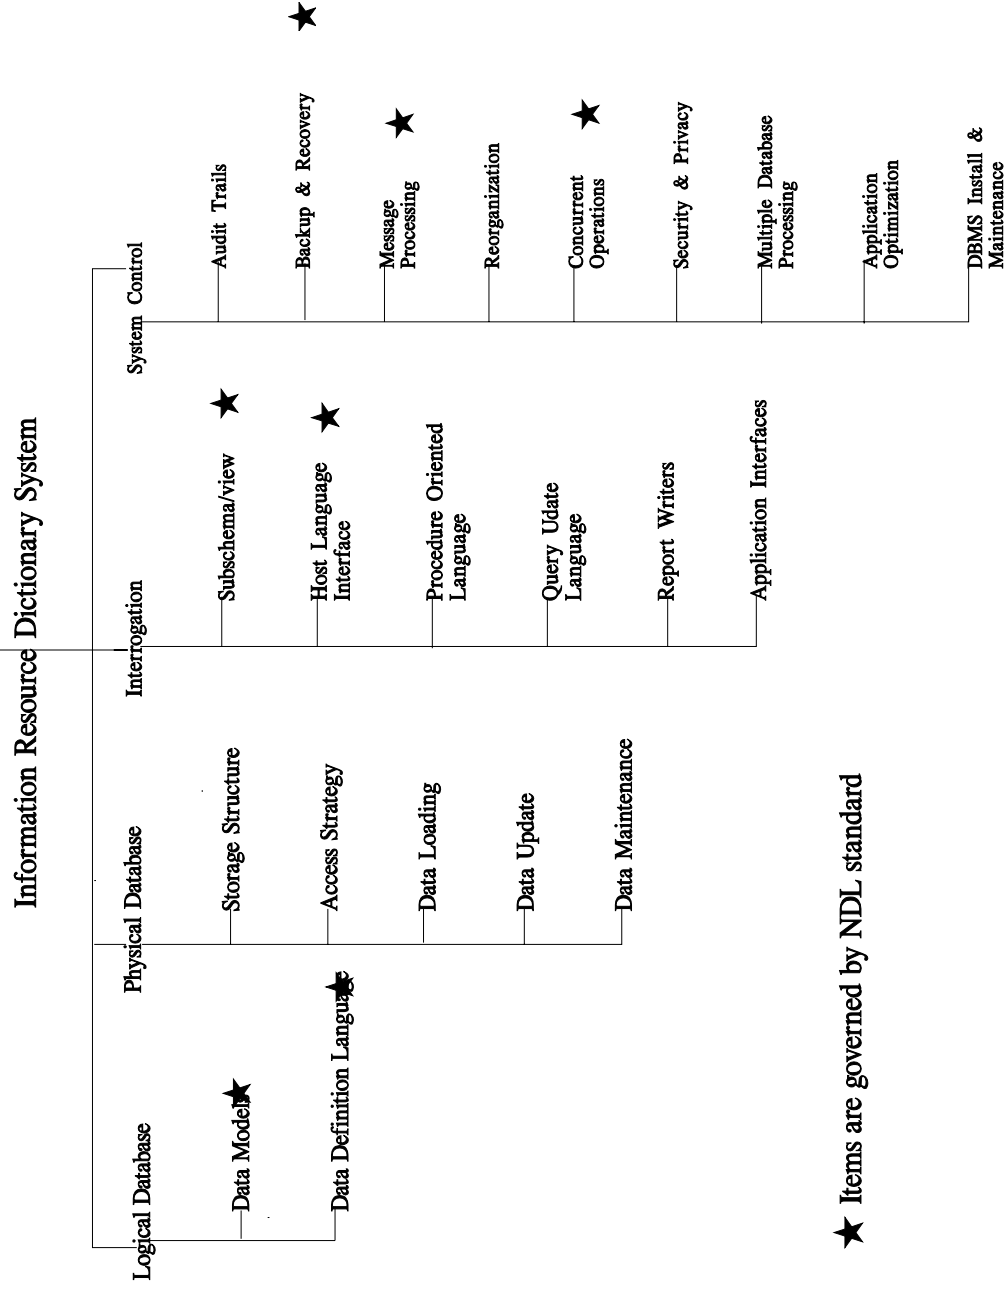 Information Resource Dictionary System
Logical Database
Data Models
Data Definition Language
Physical Database
Storage Structure
Access Strategy
Data Loading
Data Update
Data Maintenance
Interrogation
Subschema/view
Host Language
Interface
Procedure Oriented
Language
Query Udate
Language
Report Writers
Application Interfaces
System Control
Audit Trails
Backup & Recovery
Message
Processing
Reorganization
Concurrent
Operations
Security & Privacy
Multiple Database
Processing
Application
Optimization
DBMS Install &
Maintenance
★ Items are governed by NDL standard